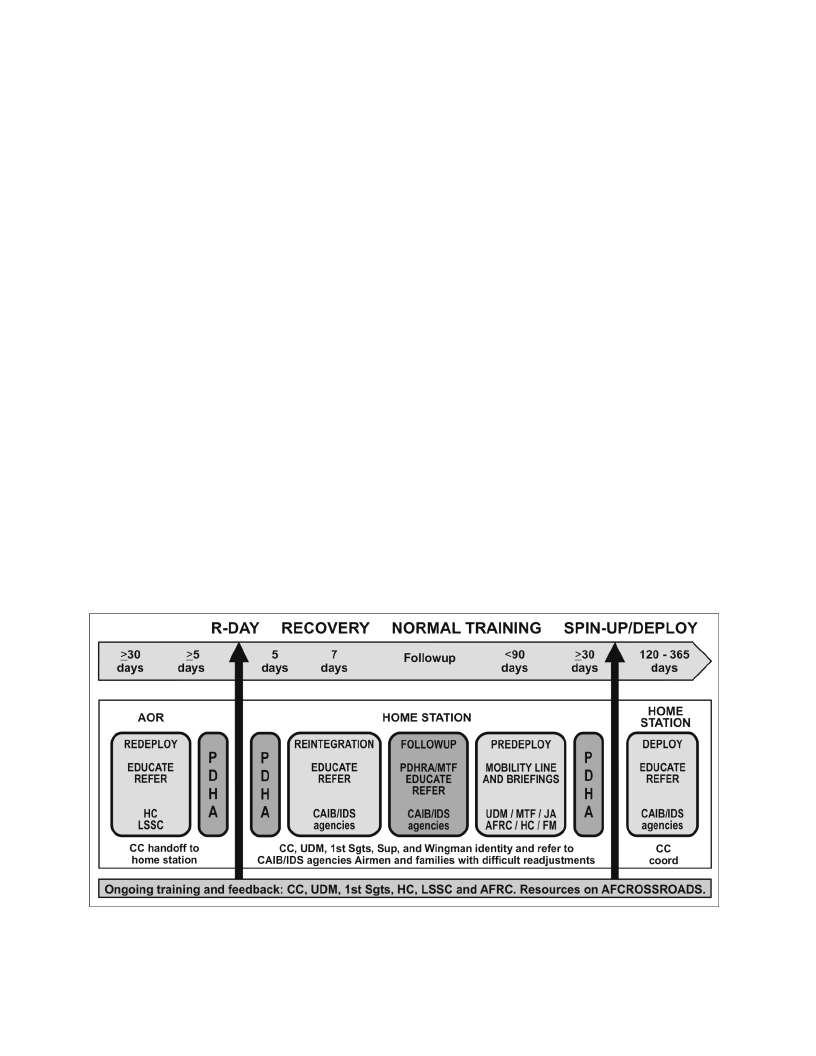 R-DAY RECOVERY NORMAL TRAINING SPIN-UP/DEPLOY
≥30 days
≥5 days
5 days
7 days
Followup
<90 days
≥30 days
120 - 365 days
AOR
HOME STATION
HOME
STATION
REDEPLOY
EDUCATE
REFER
HC
LSSC
P
D
H
A
P
D
H
A
REINTEGRATION
EDUCATE
REFER
CAIB/IDS
agencies
FOLLOWUP
PDHRA/MTF
EDUCATE
REFER
CAIB/IDS
agencies
PREDEPLOY
MOBILITY LINE
AND BRIEFINGS
UDM / MTF / JA
AFRC / HC / FM
P
D
H
A
DEPLOY
EDUCATE
REFER
CAIB/IDS
agencies
CC handoff to
home station
CC, UDM, 1st Sgts, Sup, and Wingman identity and refer to
CAIB/IDS agencies Airmen and families with difficult readjustments
CC
coord
Ongoing training and feedback: CC, UDM, 1st Sgts, HC, LSSC and AFRC. Resources on AFCROSSROADS.